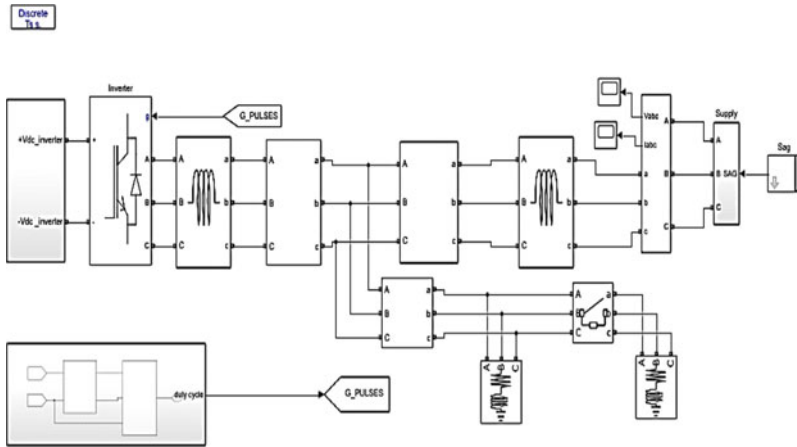 Discrete
Ts s.
Inverter
+Vdc_inverter
-Vdc_inverter
+
-
g
A
B
C
G_PULSES
A
B
C
a
b
c
A
B
C
a
b
c
A
B
C
a
b
c
A
B
C
a
b
c
Vabc
Iabc
A
a
B
b
C
c
Supply
A
B SAG
C
Sag
A
B
C
a
b
c
A
B
C
a
b
c
A B C
A B C
duty cycle
G_PULSES